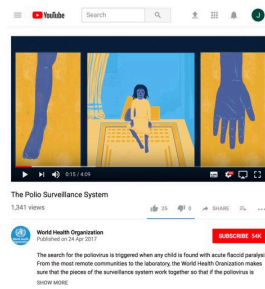 YouTube
Search
J
0:15 / 4:09
The Polio Surveillance System
1,341 views
25
0
SHARE
World Health Organization
Published on 24 Apr 2017
SUBSCRIBE 54K
The search for the poliovirus is triggered when any child is found with acute flaccid paralysi
From the most remote communities to the laboratory, the World Health Oranization makes
sure that the pieces of the surveillance system work together so that if the poliovirus is
SHOW MORE